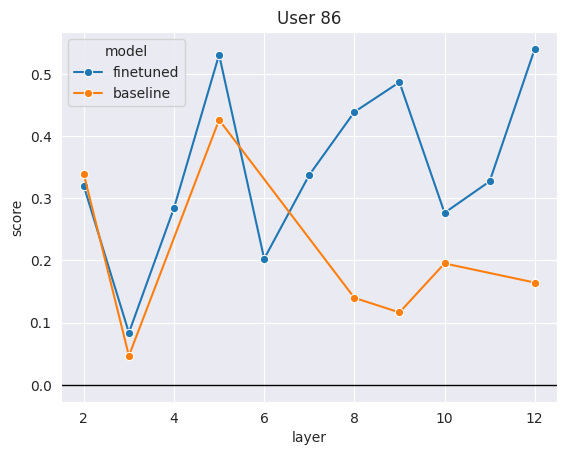 User 86
model
finetuned
baseline
score
0.5
0.4
0.3
0.2
0.1
0.0
2 4 6 8 10 12
layer